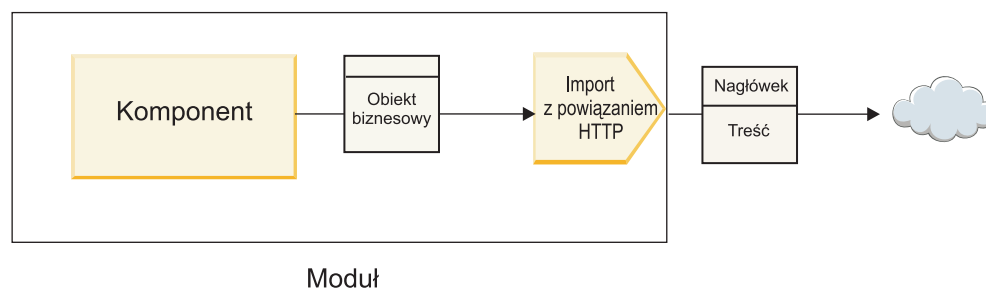 Komponent
Obiekt
biznesowy
Import
z powiązaniem
HTTP
Nagłówek
Treść
Moduł